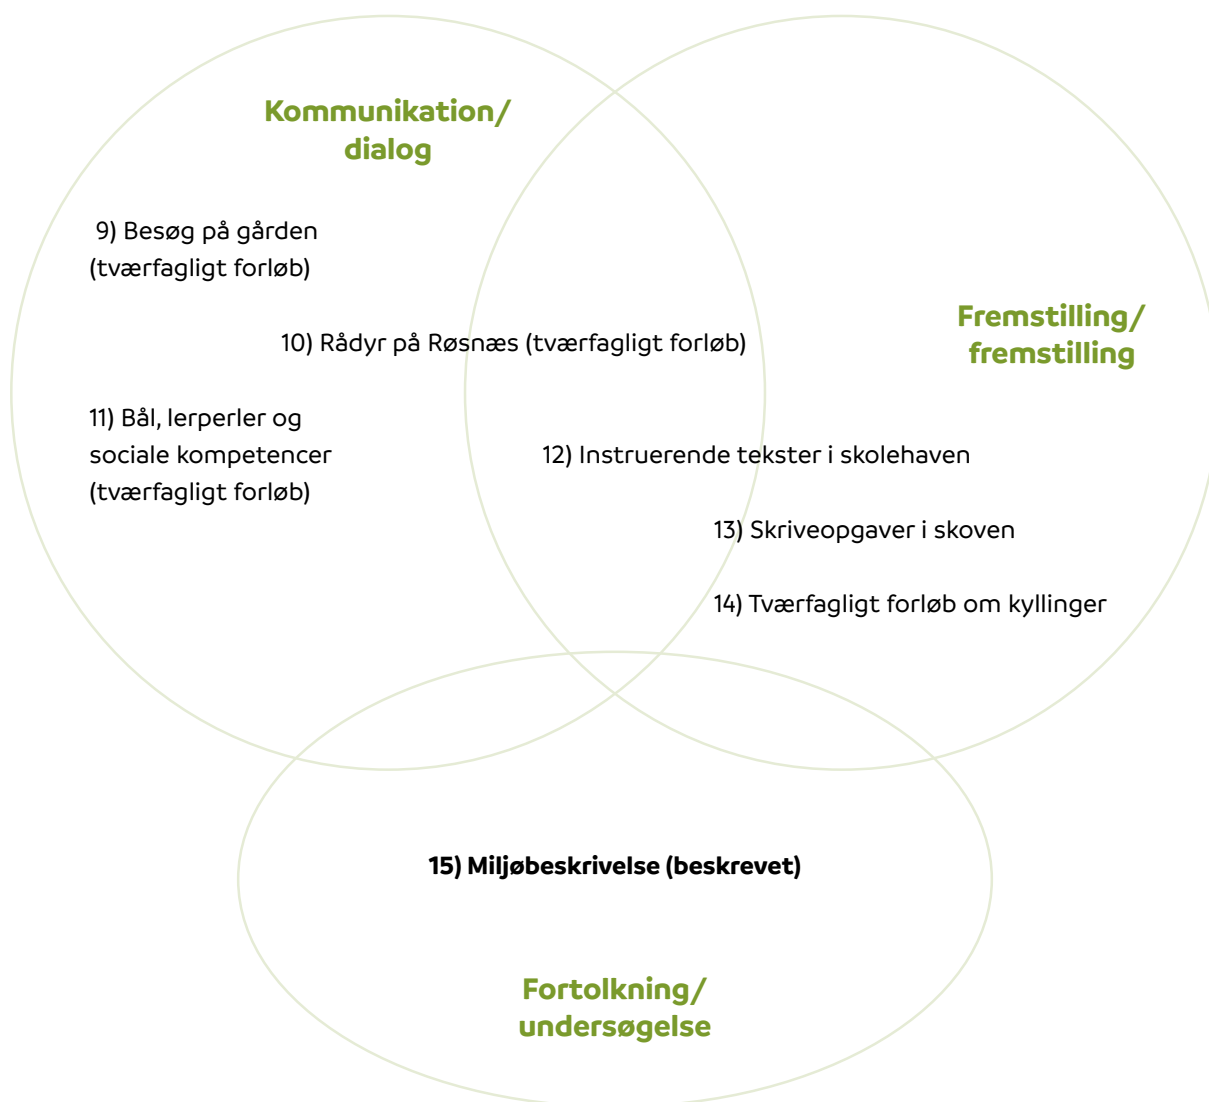 Kommunikation/
dialog
9) Besøg på gården
(tværfagligt forløb)
Fremstilling/
fremstilling
10) Rådyr på Røsnæs (tværfagligt forløb)
11) Bål, lerperler og
sociale kompetencer
(tværfagligt forløb)
12) Instruerende tekster i skolehaven
13) Skriveopgaver i skoven
14) Tværfagligt forløb om kyllinger
15) Miljøbeskrivelse (beskrevet)
Fortolkning/
undersøgelse